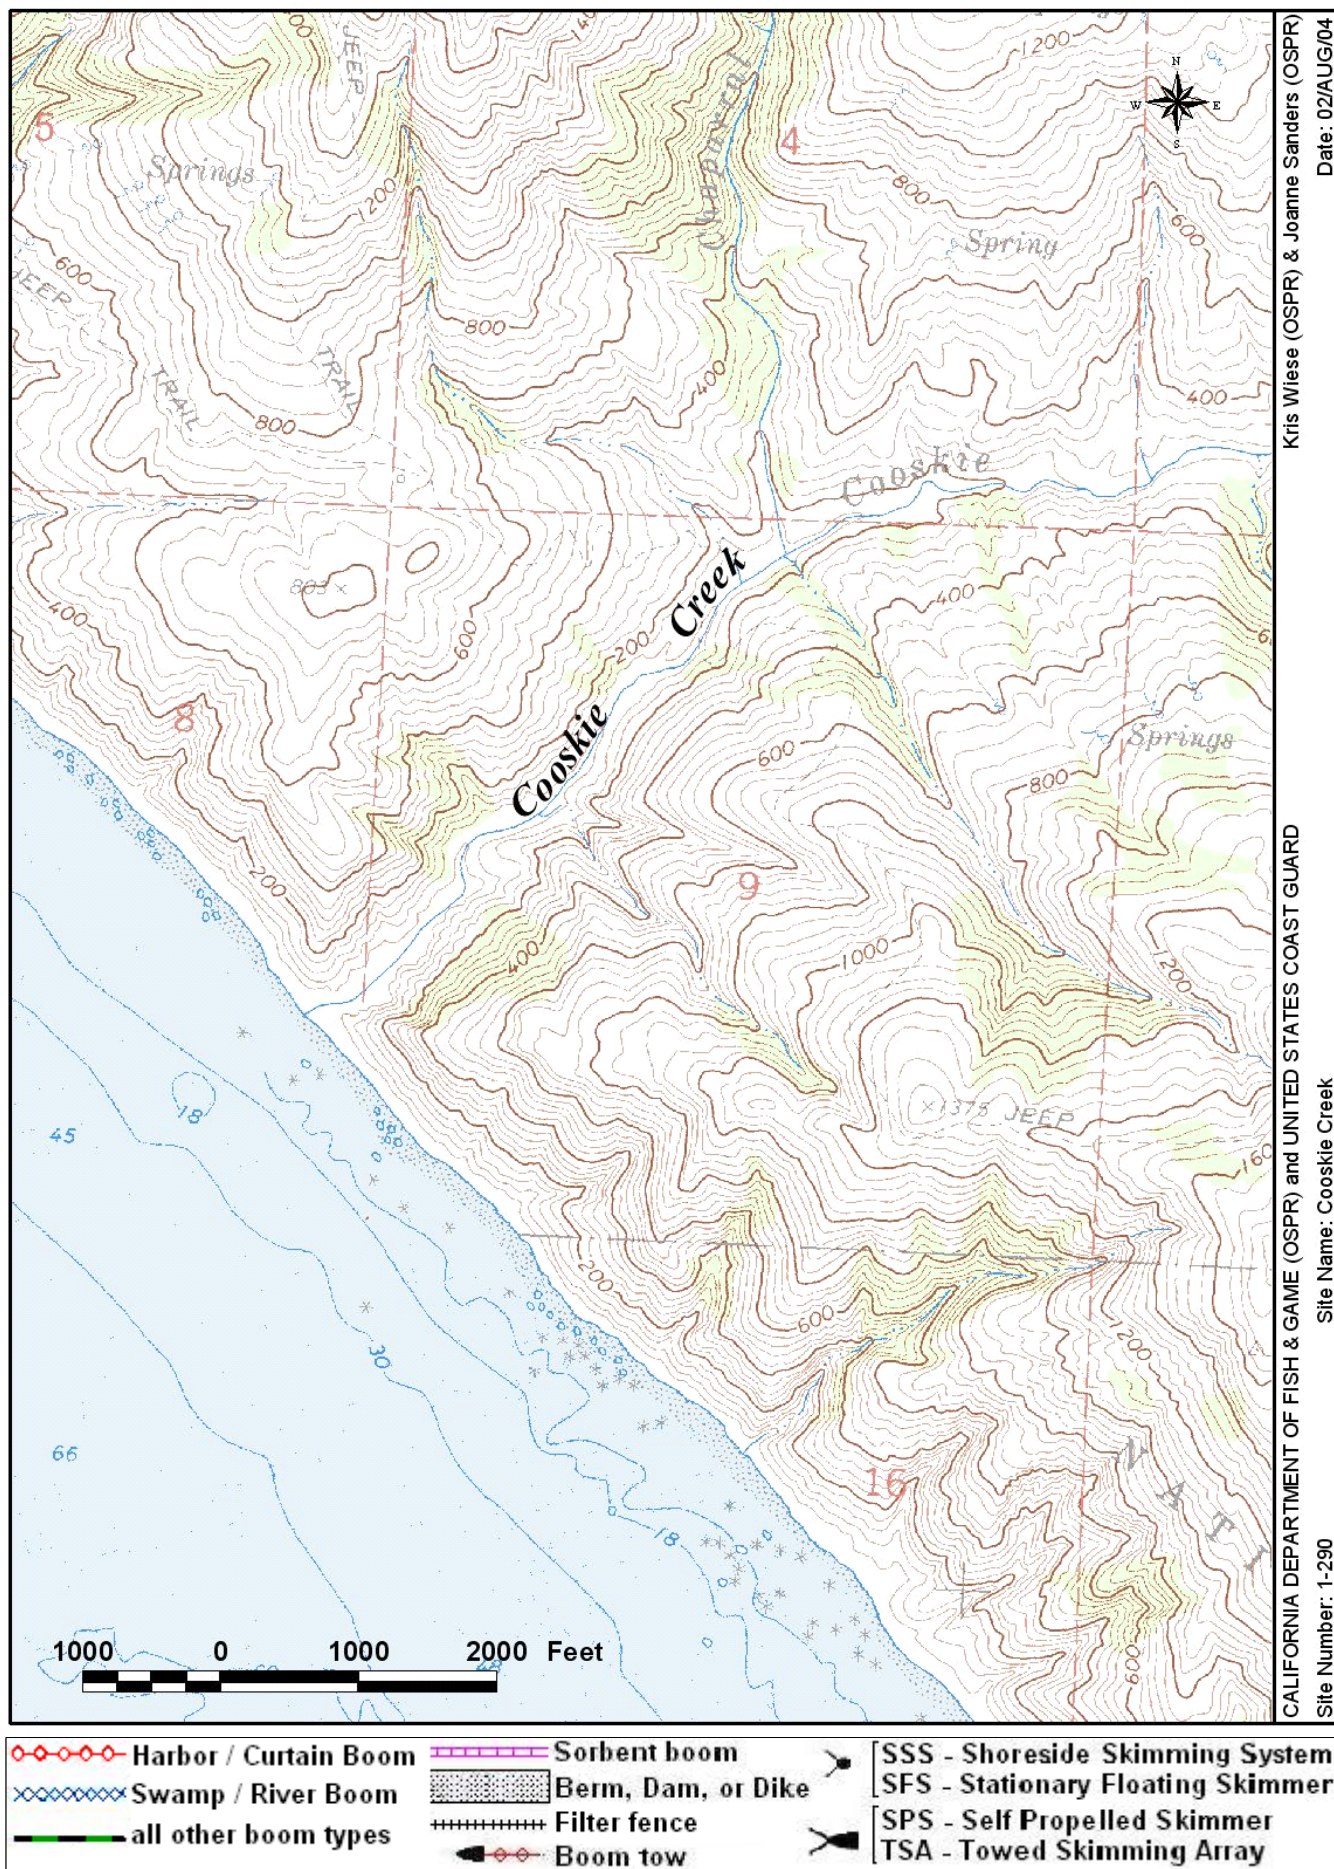 JEEP
1400
1200
Chaparral
4
5
Springs
1200
800
Spring
600
600
JEEP
TRAIL
TRAIL
800
800
400
400
Cooskie
803
400
600
200
Cooskie Creek
400
8
600
Springs
800
200
9
400
1000
1200
18
45
1375 JEEP
160
200
600
1200
30
66
16
18
NATI
600
1000 0 1000 2000 Feet
N
W E
S
CALIFORNIA DEPARTMENT OF FISH & GAME (OSPR) and UNITED STATES COAST GUARD
Kris Wiese (OSPR) & Joanne Sanders (OSPR)
Site Number: 1-290
Site Name: Cooskie Creek
Date: 02/AUG/04
Harbor / Curtain Boom
Swamp / River Boom
all other boom types
Sorbent boom
Berm, Dam, or Dike
Filter fence
Boom tow
SSS - Shoreside Skimming System
SFS - Stationary Floating Skimmer
SPS - Self Propelled Skimmer
TSA - Towed Skimming Array